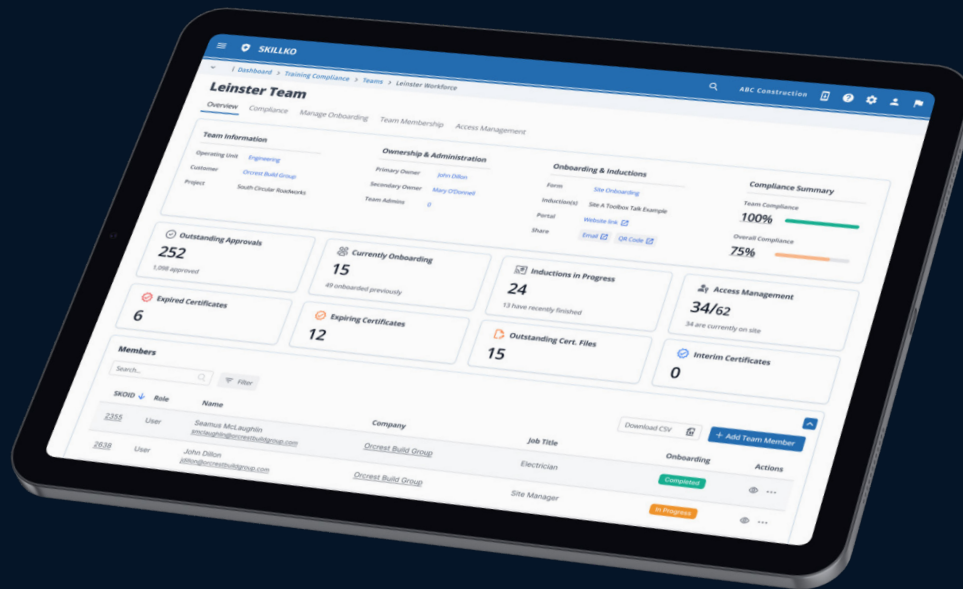 SKILLKO
ABC Construction
Dashboard > Training Compliance > Teams > Leinster Workforce
Leinster Team
Overview Compliance Manage Onboarding Team Membership Access Management
Team Information
Operating Unit Engineering
Customer Orcrest Build Group
Project South Circular Roadworks
Ownership & Administration
Primary Owner John Dillon
Secondary Owner Mary O'Donnell
Team Admins 0
Onboarding & Inductions
Form Site Onboarding
Induction(s) Site A Toolbox Talk Example
Portal Website link
Share Email QR Code
Compliance Summary
Team Compliance
100%
Overall Compliance
75%
Outstanding Approvals
252
1,098 approved
Currently Onboarding
15
49 onboarded previously
Inductions in Progress
24
13 have recently finished
Access Management
34/62
34 are currently on site
Expired Certificates
6
Expiring Certificates
12
Outstanding Cert. Files
15
Interim Certificates
0
Members
Search... Filter
Download CSV + Add Team Member
SKOID Role Name Company Job Title Onboarding Actions
2355 User Seamus McLaughlin Orcrest Build Group Electrician Completed
smclaughlin@orcrestbuildgroup.com
2638 User John Dillon Orcrest Build Group Site Manager In Progress
jdillon@orcrestbuildgroup.com